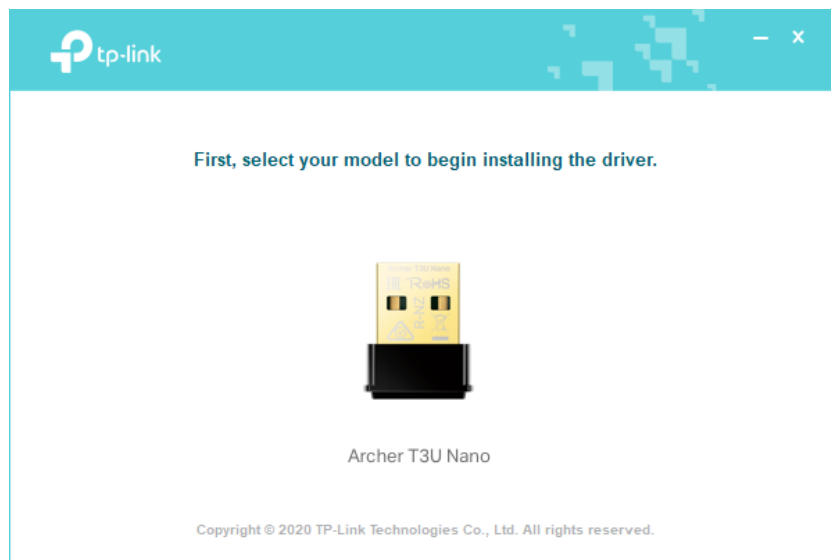 tp-link
First, select your model to begin installing the driver.
Archer T3U Nano
RoHS
R-NZ
Archer T3U Nano
Copyright © 2020 TP-Link Technologies Co., Ltd. All rights reserved.